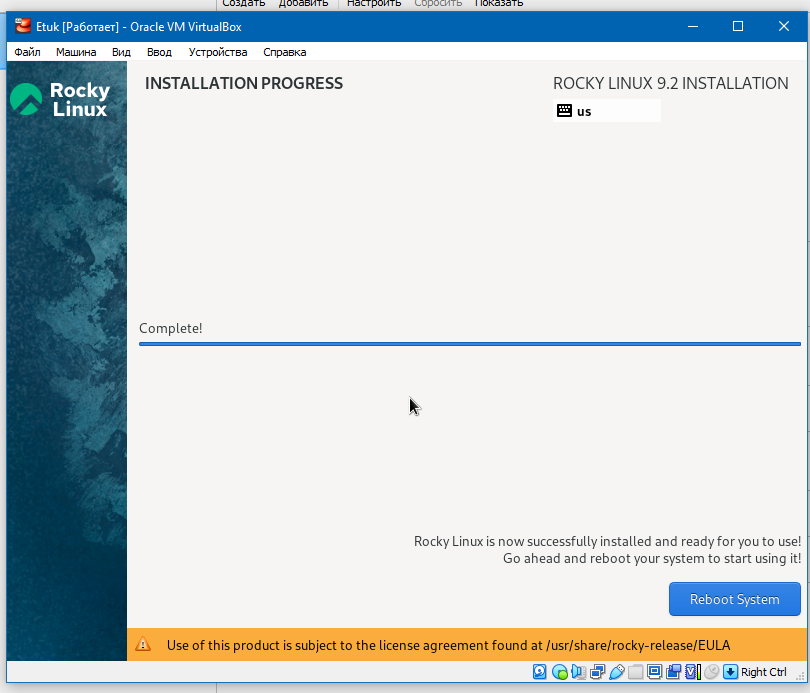 Создать Добавить Настроить Сбросить Показать
Etuk [Работает] - Oracle VM VirtualBox
Файл Машина Вид Ввод Устройства Справка
Rocky
Linux
INSTALLATION PROGRESS
ROCKY LINUX 9.2 INSTALLATION
us
Complete!
Rocky Linux is now successfully installed and ready for you to use!
Go ahead and reboot your system to start using it!
Reboot System
Use of this product is subject to the license agreement found at /usr/share/rocky-release/EULA
Right Ctrl